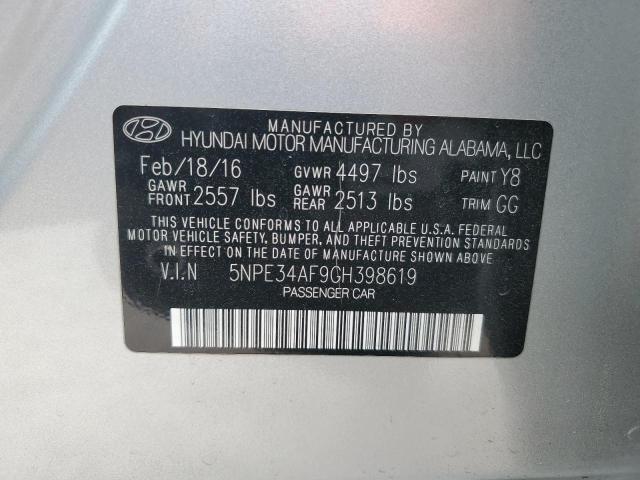 MANUFACTURED BY
HYUNDAI MOTOR MANUFACTURING ALABAMA, LLC
Feb/18/16 GVWR 4497 lbs PAINT Y8
GAWR FRONT 2557 lbs GAWR REAR 2513 lbs TRIM GG
THIS VEHICLE CONFORMS TO ALL APPLICABLE U.S.A. FEDERAL
MOTOR VEHICLE SAFETY, BUMPER, AND THEFT PREVENTION STANDARDS
IN EFFECT ON THE DATE OF MANUFACTURE SHOWN ABOVE.
V.I.N 5NPE34AF9GH398619
PASSENGER CAR